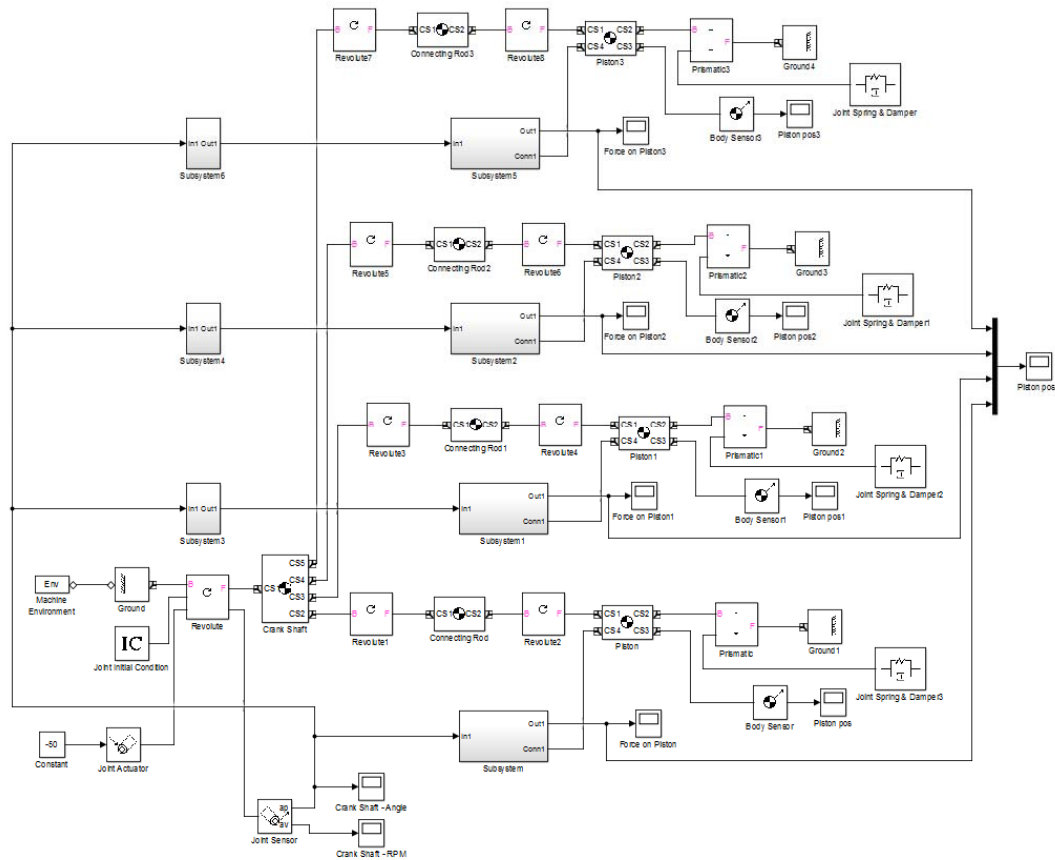 B F
CS1 CS2
B F
CS1 CS2
CS4 CS3
B F
Revolute7
Connecting Rod3
Revolute8
Piston3
Prismatic3
Ground4
Joint Spring & Damper
Body Sensor3
Piston pos3
In1 Out1
Subsystem6
In1 Out1
Conn1
Subsystem5
Force on Piston3
B F
CS1 CS2
B F
CS1 CS2
CS4 CS3
B F
Revolute5
Connecting Rod2
Revolute6
Piston2
Prismatic2
Ground3
Joint Spring & Damper1
Body Sensor2
Piston pos2
In1 Out1
Subsystem4
In1 Out1
Conn1
Subsystem2
Force on Piston2
Piston pos
B F
CS1 CS2
B F
CS1 CS2
CS4 CS3
B F
Revolute3
Connecting Rod1
Revolute4
Piston1
Prismatic1
Ground2
Joint Spring & Damper2
Body Sensor1
Piston pos1
In1 Out1
Subsystem3
In1 Out1
Conn1
Subsystem1
Force on Piston1
Env
Machine
Environment
Ground
B F
Revolute
CS5
CS4
CS1
CS3
CS2
Crank Shaft
B F
CS1 CS2
B F
CS1 CS2
CS4 CS3
B F
Revolute1
Connecting Rod
Revolute2
Piston
Prismatic
Ground1
Joint Spring & Damper3
Body Sensor
Piston pos
IC
Joint Initial Condition
-50
Constant
Joint Actuator
In1 Out1
Conn1
Subsystem
Force on Piston
ap
av
Joint Sensor
Crank Shaft - Angle
Crank Shaft - RPM